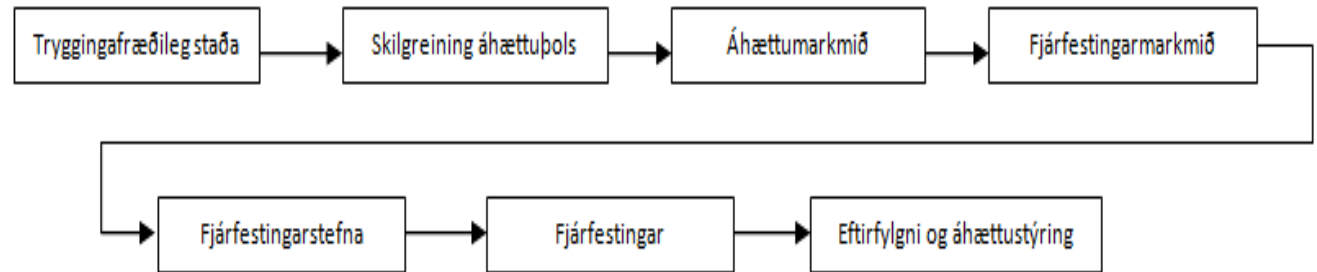 Tryggingafræðileg staða
Skilgreining áhættuþols
Áhættumarkmið
Fjárfestingarmarkmið
Fjárfestingarstefna
Fjárfestingar
Eftirfylgni og áhættustýring